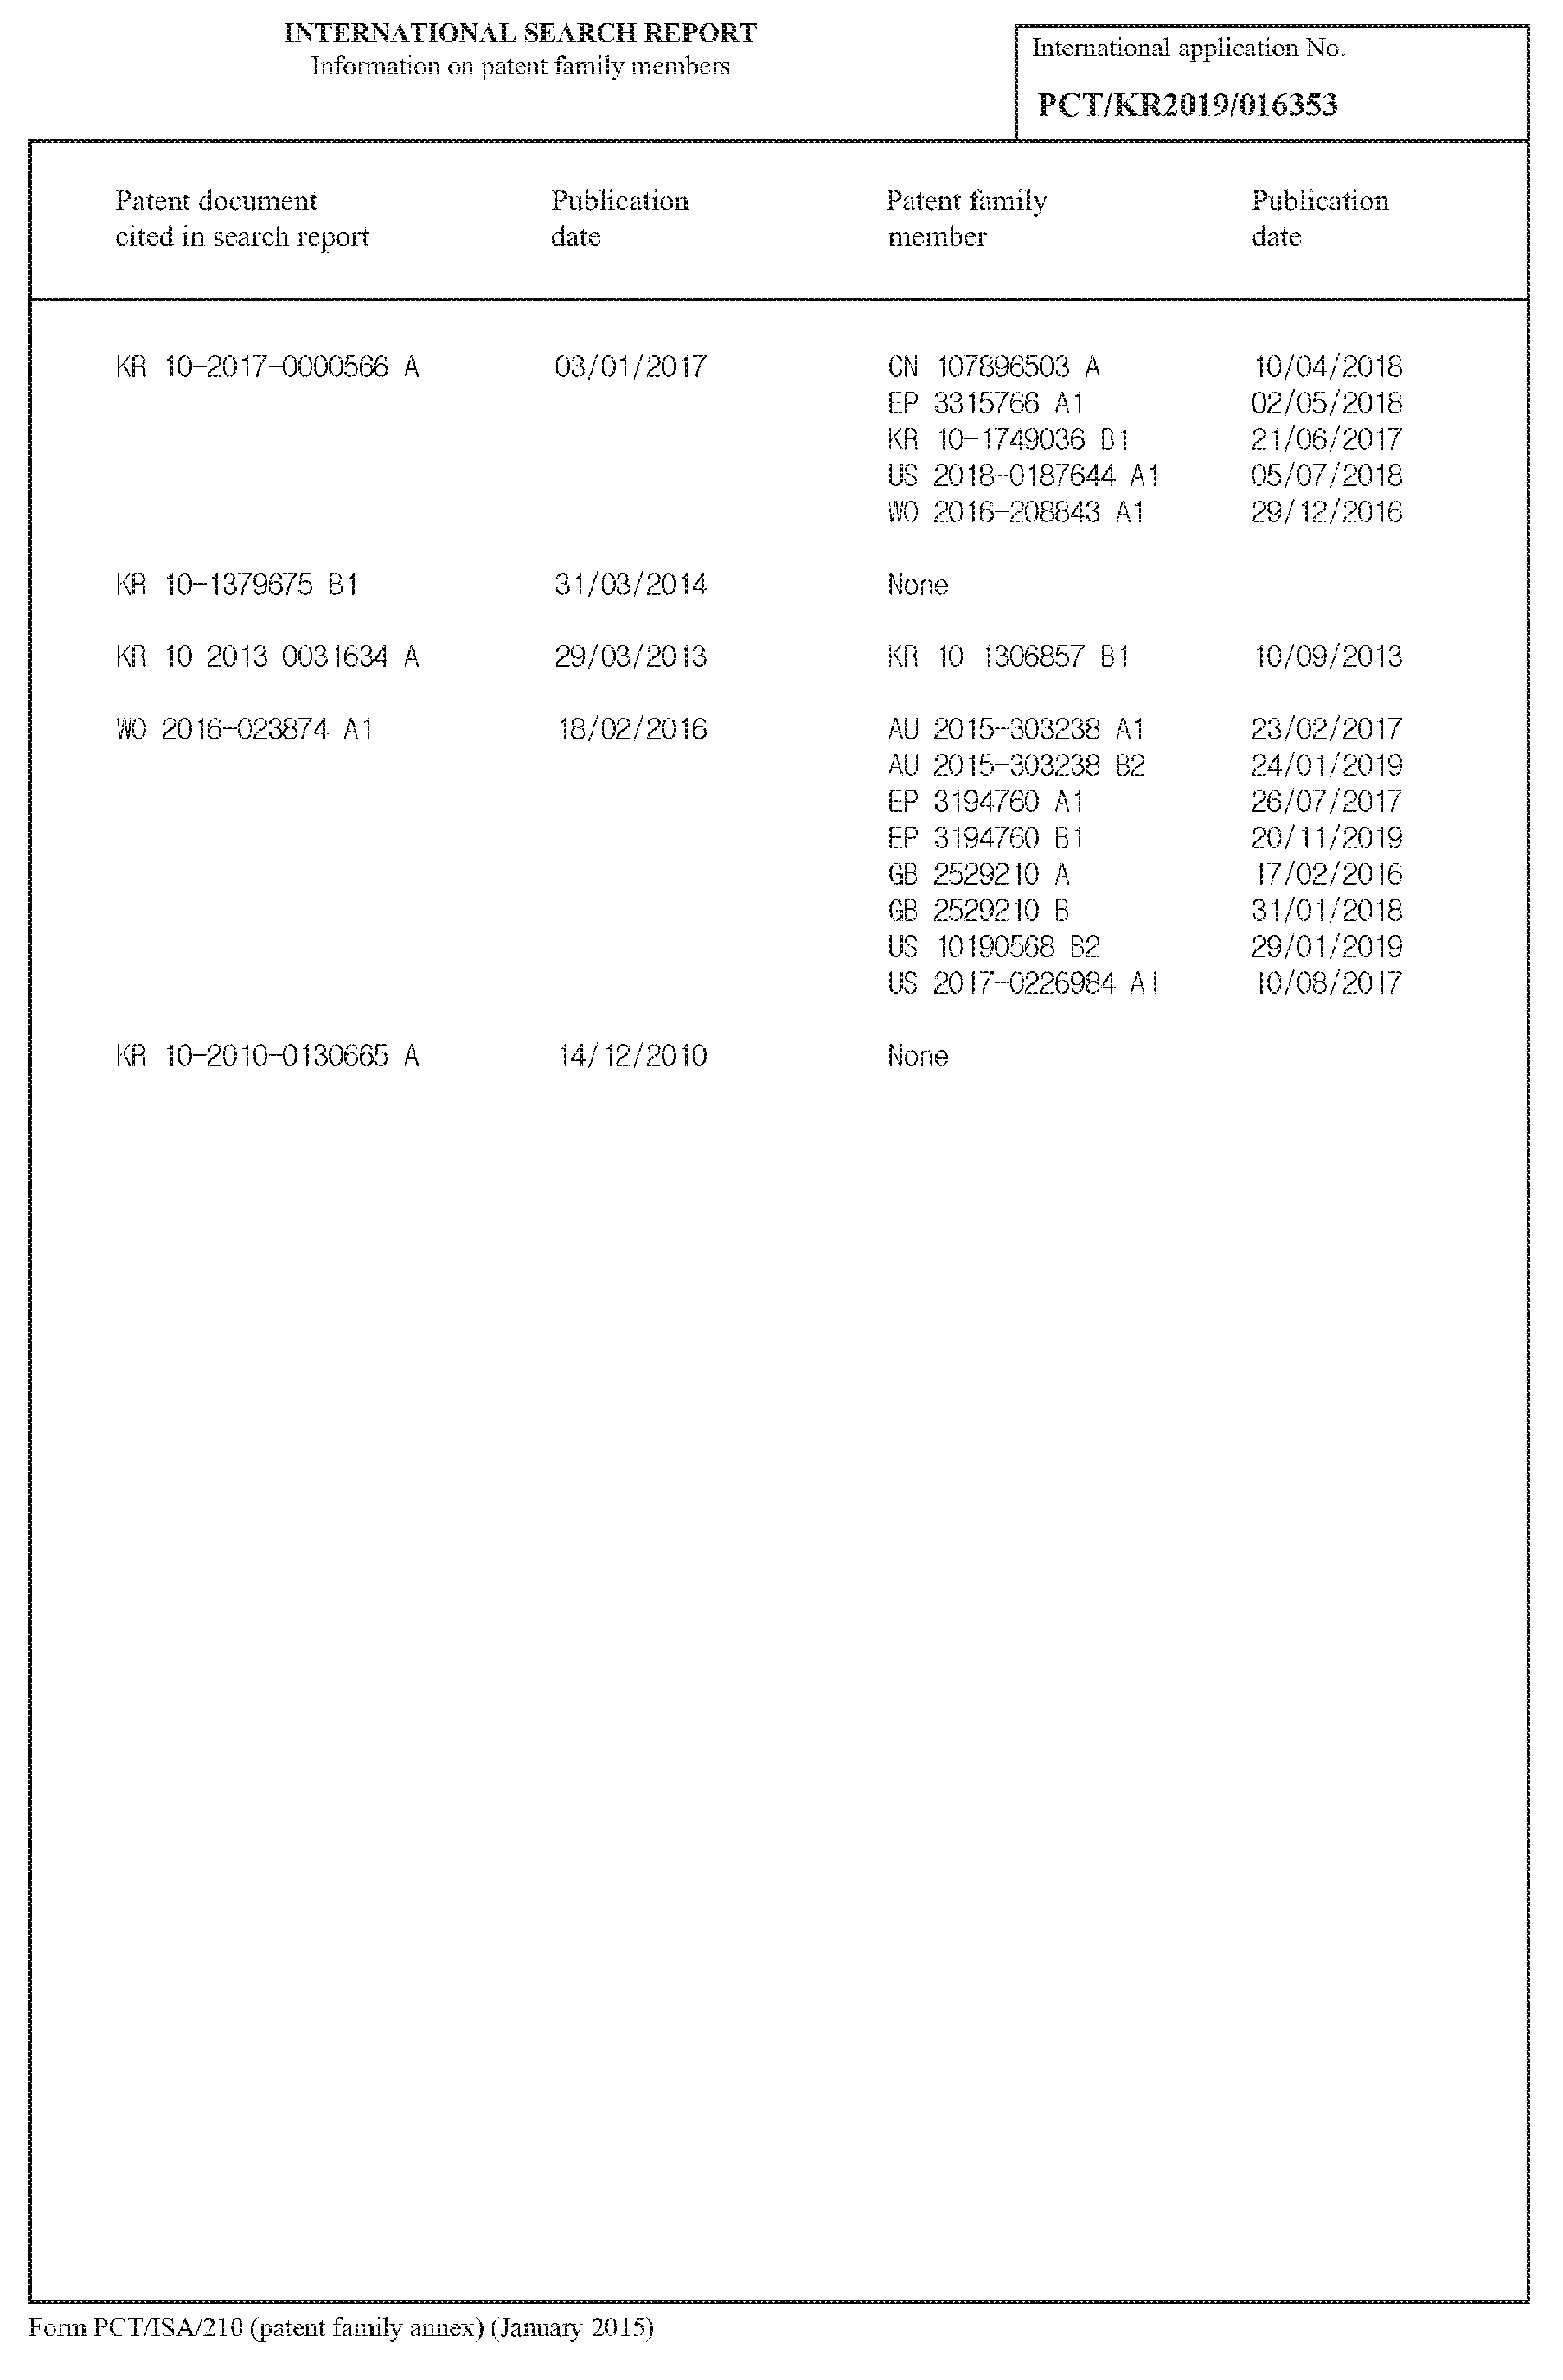 INTERNATIONAL SEARCH REPORT
Information on patent family members
International application No.
PCT/KR2019/016353
Patent document cited in search report Publication date Patent family member Publication date
KR 10-2017-0000566 A 03/01/2017 CN 107896503 A 10/04/2018
EP 3315766 A1 02/05/2018
KR 10-1749036 B1 21/06/2017
US 2018-0187644 A1 05/07/2018
WO 2016-208843 A1 29/12/2016
KR 10-1379675 B1 31/03/2014 None
KR 10-2013-0031634 A 29/03/2013 KR 10-1306857 B1 10/09/2013
WO 2016-023874 A1 18/02/2016 AU 2015-303238 A1 23/02/2017
AU 2015-303238 B2 24/01/2019
EP 3194760 A1 26/07/2017
EP 3194760 B1 20/11/2019
GB 2529210 A 17/02/2016
GB 2529210 B 31/01/2018
US 10190568 B2 29/01/2019
US 2017-0226984 A1 10/08/2017
KR 10-2010-0130665 A 14/12/2010 None
Form PCT/ISA/210 (patent family annex) (January 2015)